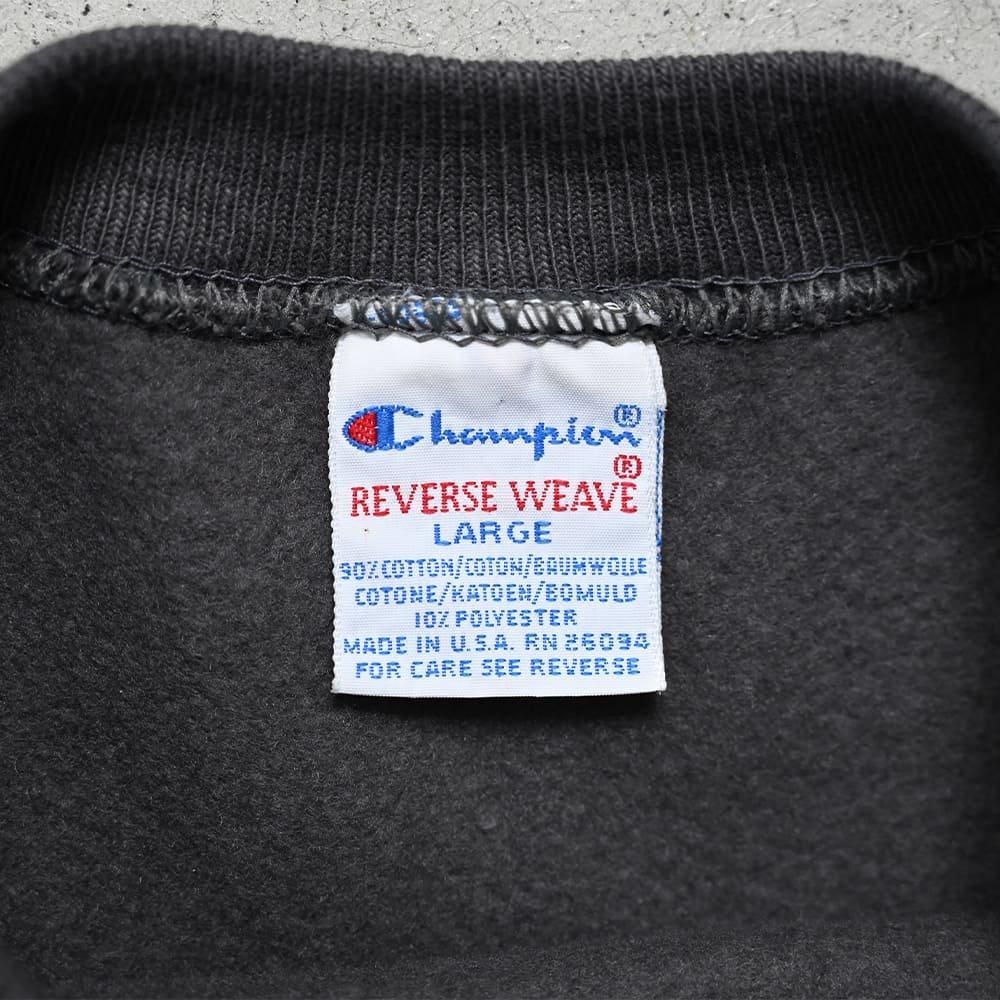 Champion®
®
REVERSE WEAVE
LARGE
90% COTTON/COTON/BAUMWOLLE
COTONE/KATOEN/BOMULD
10% POLYESTER
MADE IN U.S.A. RN 26094
FOR CARE SEE REVERSE